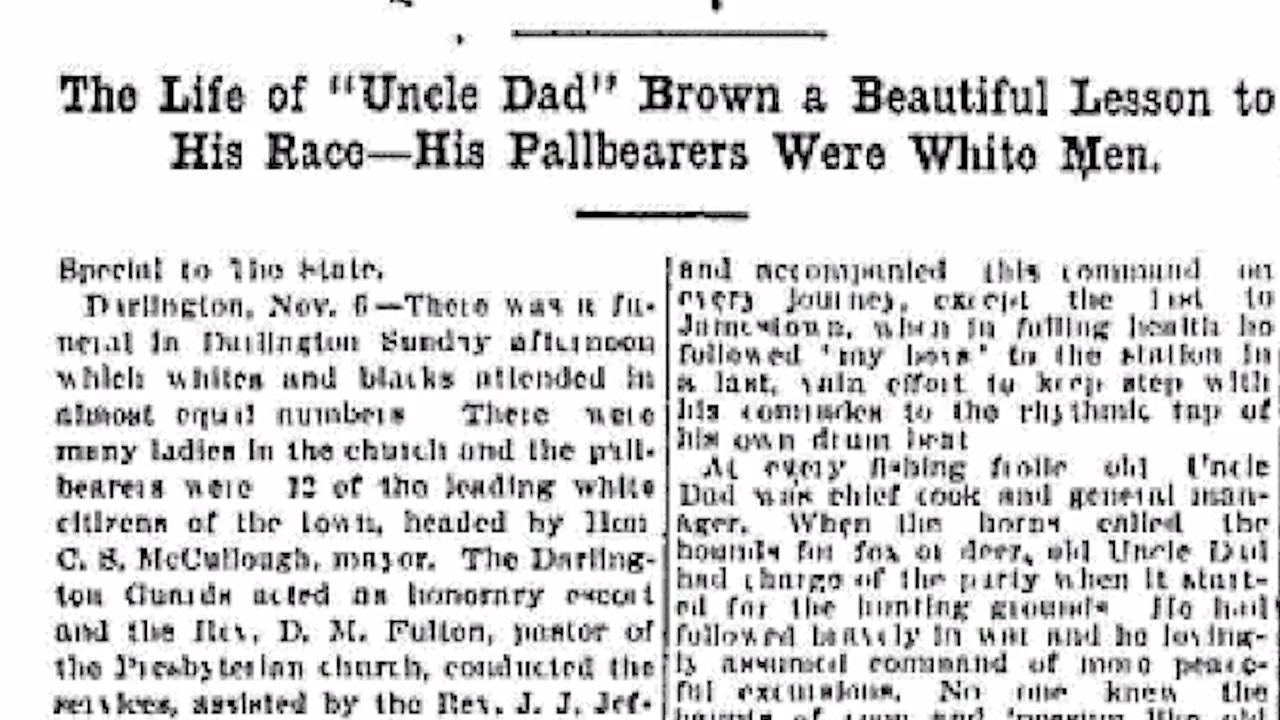 The Life of "Uncle Dad" Brown a Beautiful Lesson to
His Race—His Pallbearers Were White Men.
Special to The State.
Darlington, Nov. 6—There was a fu-
neral in Darlington Sunday afternoon
which whites and blacks attended in
almost equal numbers There were
many ladies in the church and the pall-
bearers were 12 of the leading white
citizens of the town, headed by Hon
C. S. McCullough, mayor. The Darling-
ton Guards acted as honorary escort
and the Rev. D. M. Fulton, pastor of
the Presbyterian church, conducted the
services, assisted by the Rev. J. J. Jef-
and accompanied this command on
every journey, except the last to
Jamestown, when in failing health he
followed "my boys" to the station in
a last, vain effort to keep step with
his comrades to the rhythmic tap of
his own drum beat
At every fishing frolic old Uncle
Dad was chief cook and general man-
ager. When the horns called the
hounds for fox or deer, old Uncle Dad
had charge of the party when it start-
ed for the hunting grounds He had
followed bravely in war and he loving-
ly assumed command of more peace-
ful excursions. No one knew the
haunts of coon and 'possum like old